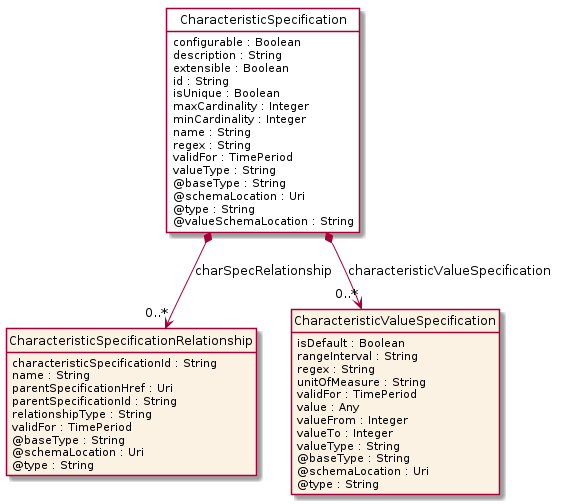 CharacteristicSpecification
configurable : Boolean
description : String
extensible : Boolean
id : String
isUnique : Boolean
maxCardinality : Integer
minCardinality : Integer
name : String
regex : String
validFor : TimePeriod
valueType : String
@baseType : String
@schemaLocation : Uri
@type : String
@valueSchemaLocation : String
charSpecRelationship
characteristicValueSpecification
0..*
0..*
CharacteristicSpecificationRelationship
characteristicSpecificationId : String
name : String
parentSpecificationHref : Uri
parentSpecificationId : String
relationshipType : String
validFor : TimePeriod
@baseType : String
@schemaLocation : Uri
@type : String
CharacteristicValueSpecification
isDefault : Boolean
rangeInterval : String
regex : String
unitOfMeasure : String
validFor : TimePeriod
value : Any
valueFrom : Integer
valueTo : Integer
valueType : String
@baseType : String
@schemaLocation : Uri
@type : String